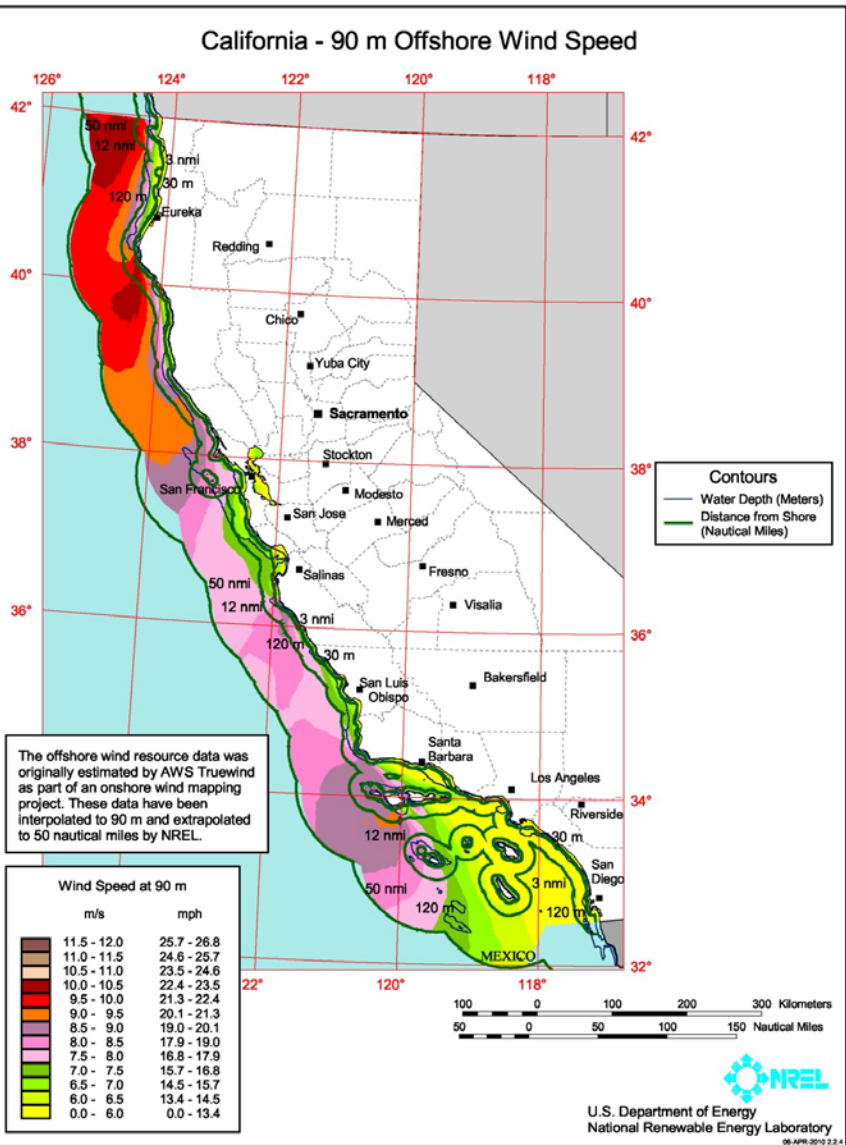 California - 90 m Offshore Wind Speed
126° 124° 122° 120° 118°
42°
42°
50 nmi
12 nmi
3 nmi
30 m
120 m
Eureka
Redding
40°
40°
Chico
Yuba City
Sacramento
38°
38°
Stockton
San Francisco
Modesto
San Jose
Merced
Salinas
Fresno
50 nmi
12 nmi
Visalia
36°
36°
3 nmi
120 m
30 m
San Luis
Obispo
Bakersfield
Santa
Barbara
Los Angeles
34°
Riverside
12 nmi
30 m
San
Diego
50 nmi
3 nmi
120 m
120 m
MEXICO
32°
22° 120° 118°
Contours
Water Depth (Meters)
Distance from Shore
(Nautical Miles)
The offshore wind resource data was
originally estimated by AWS Truewind
as part of an onshore wind mapping
project. These data have been
interpolated to 90 m and extrapolated
to 50 nautical miles by NREL.
Wind Speed at 90 m
m/s mph
11.5 - 12.0 25.7 - 26.8
11.0 - 11.5 24.6 - 25.7
10.5 - 11.0 23.5 - 24.6
10.0 - 10.5 22.4 - 23.5
9.5 - 10.0 21.3 - 22.4
9.0 - 9.5 20.1 - 21.3
8.5 - 9.0 19.0 - 20.1
8.0 - 8.5 17.9 - 19.0
7.5 - 8.0 16.8 - 17.9
7.0 - 7.5 15.7 - 16.8
6.5 - 7.0 14.5 - 15.7
6.0 - 6.5 13.4 - 14.5
0.0 - 6.0 0.0 - 13.4
100 0 100 200 300 Kilometers
50 0 50 100 150 Nautical Miles
NREL
U.S. Department of Energy
National Renewable Energy Laboratory
06-APR-2010 2.2.4